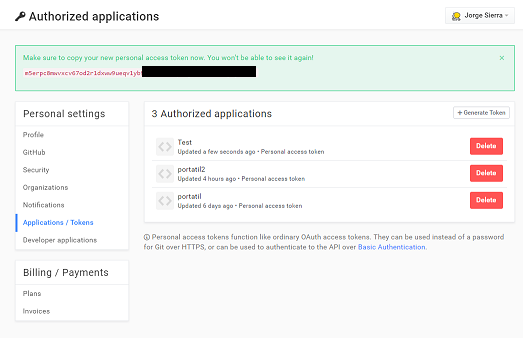 Authorized applications
Jorge Sierra
Make sure to copy your new personal access token now. You won't be able to see it again!
Personal settings
Profile
GitHub
Security
Organizations
Notifications
Applications / Tokens
Developer applications
Billing / Payments
Plans
Invoices
3 Authorized applications
+ Generate Token
Test
Updated a few seconds ago • Personal access token
Delete
portatil2
Updated 4 hours ago • Personal access token
Delete
portatil
Updated 6 days ago • Personal access token
Delete
Personal access tokens function like ordinary OAuth access tokens. They can be used instead of a password
for Git over HTTPS, or can be used to authenticate to the API over Basic Authentication.